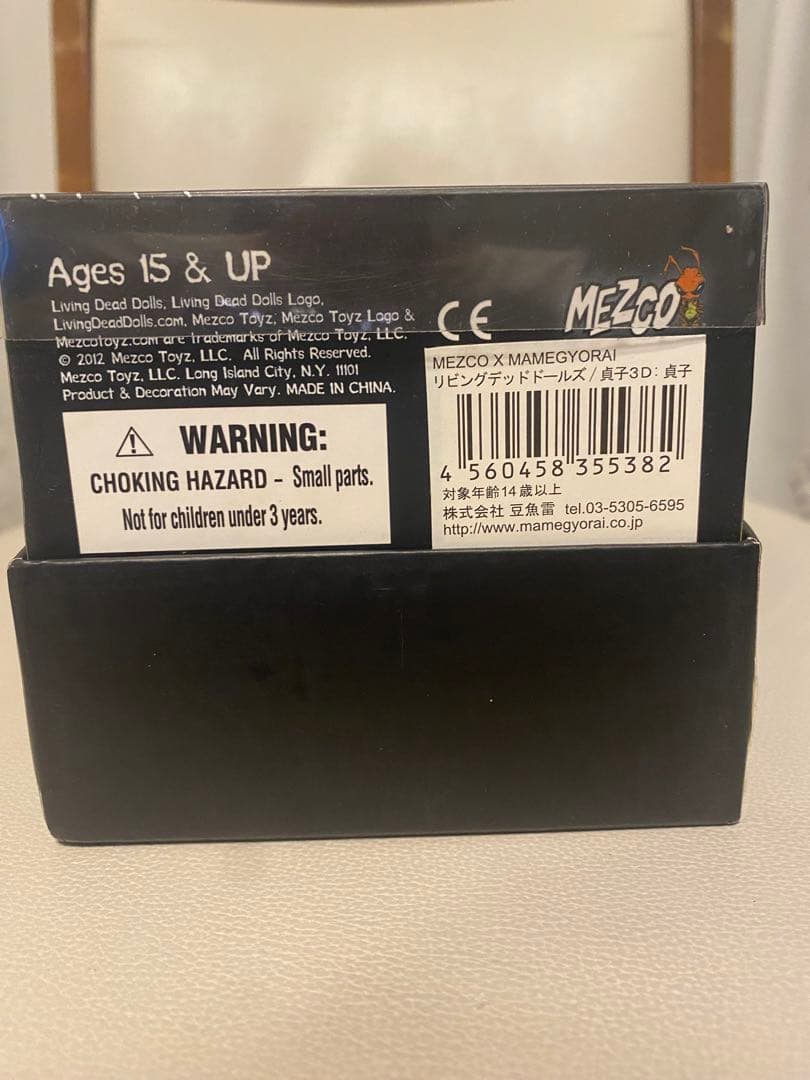 Ages 15 & UP
Living Dead Dolls, Living Dead Dolls Logo,
LivingDeadDolls.com, Mezco Toyz, Mezco Toyz Logo &
Mezcotoyz.com are trademarks of Mezco Toyz, LLC.
© 2012 Mezco Toyz, LLC. All Rights Reserved.
Mezco Toyz, LLC. Long Island City, N.Y. 11101
Product & Decoration May Vary. MADE IN CHINA.
CE
MEZCO
WARNING:
CHOKING HAZARD - Small parts.
Not for children under 3 years.
MEZCO X MAMEGYORAI
リビングデッドドールズ/貞子3D:貞子
4 560458 355382
対象年齢14歳以上
株式会社 豆魚雷 tel.03-5305-6595
http://www.mamegyorai.co.jp